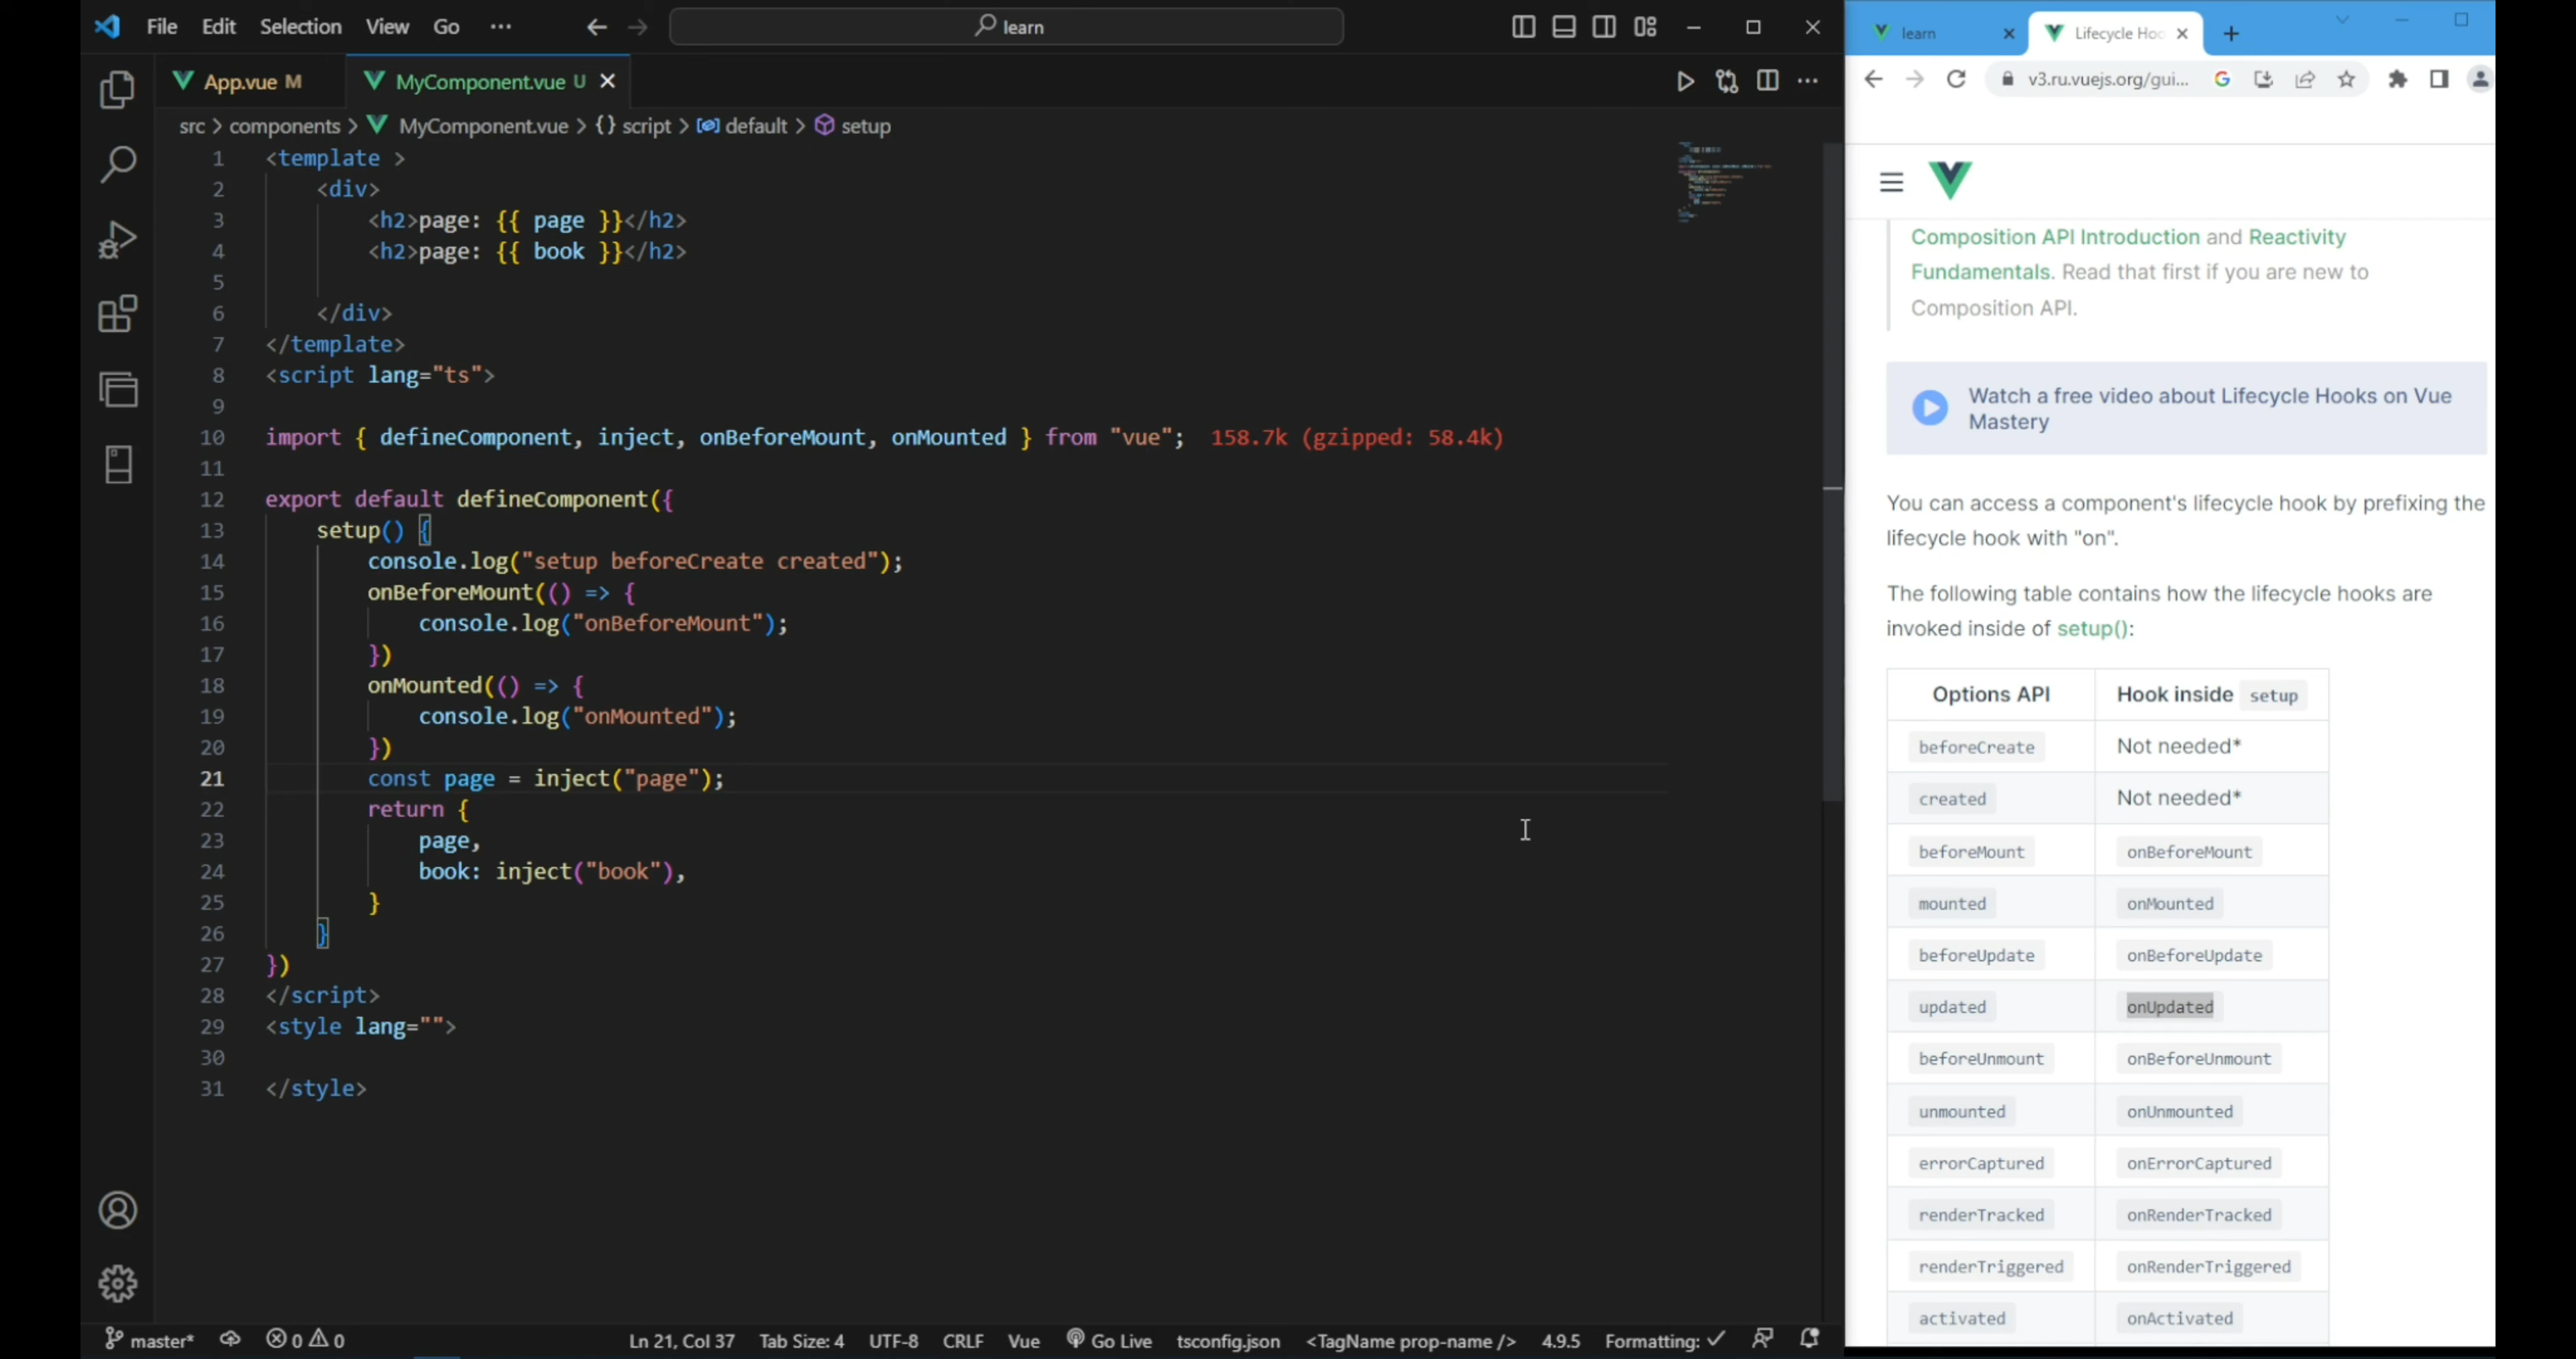 File Edit Selection View Go ··· learn
App.vue M MyComponent.vue U
src > components > MyComponent.vue > {} script > default > setup
1 <template >
2 <div>
3 <h2>page: {{ page }}</h2>
4 <h2>page: {{ book }}</h2>
5
6 </div>
7 </template>
8 <script lang="ts">
9
10 import { defineComponent, inject, onBeforeMount, onMounted } from "vue"; 158.7k (gzipped: 58.4k)
11
12 export default defineComponent({
13 setup() {
14 console.log("setup beforeCreate created");
15 onBeforeMount(() => {
16 console.log("onBeforeMount");
17 })
18 onMounted(() => {
19 console.log("onMounted");
20 })
21 const page = inject("page");
22 return {
23 page,
24 book: inject("book"),
25 }
26 }
27 })
28 </script>
29 <style lang="">
30
31 </style>
master* 0 0 Ln 21, Col 37 Tab Size: 4 UTF-8 CRLF Vue Go Live tsconfig.json <TagName prop-name /> 4.9.5 Formatting: ✓
learn Lifecycle Hoo
v3.ru.vuejs.org/gui...
Composition API Introduction and Reactivity
Fundamentals. Read that first if you are new to
Composition API.
Watch a free video about Lifecycle Hooks on Vue
Mastery
You can access a component's lifecycle hook by prefixing the
lifecycle hook with "on".
The following table contains how the lifecycle hooks are
invoked inside of setup():
Options API Hook inside setup
beforeCreate Not needed*
created Not needed*
beforeMount onBeforeMount
mounted onMounted
beforeUpdate onBeforeUpdate
updated onUpdated
beforeUnmount onBeforeUnmount
unmounted onUnmounted
errorCaptured onErrorCaptured
renderTracked onRenderTracked
renderTriggered onRenderTriggered
activated onActivated